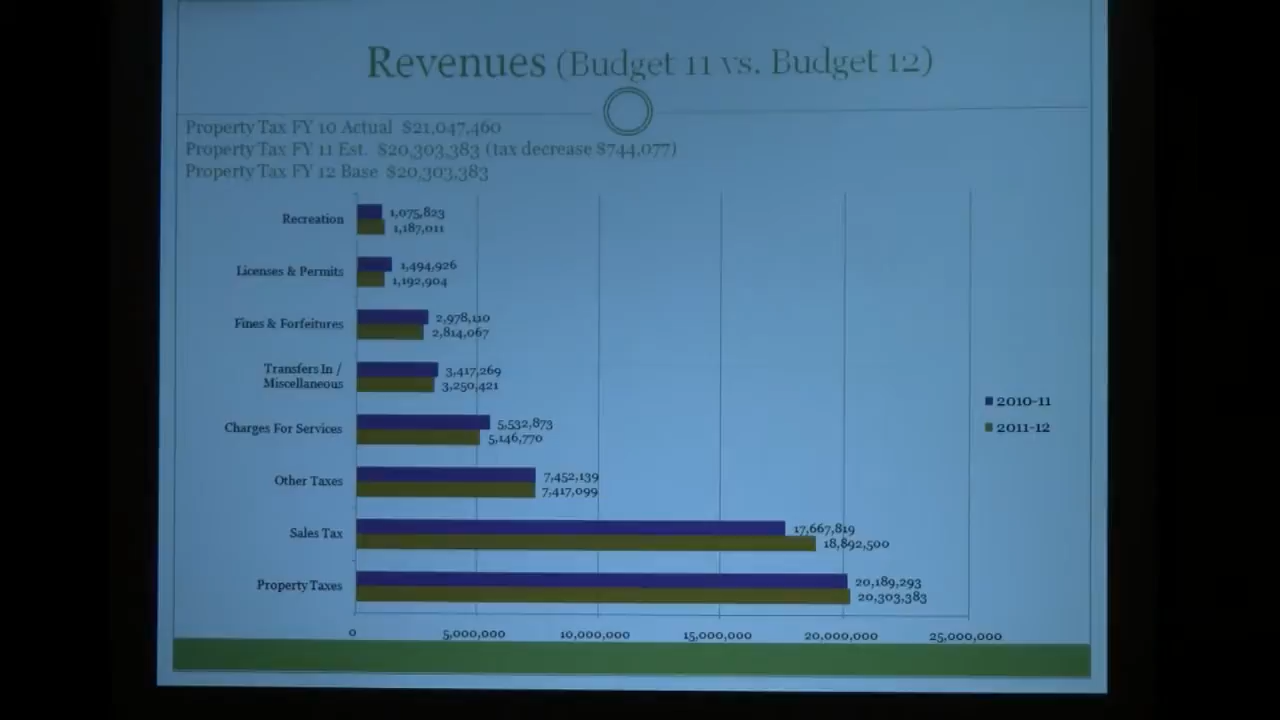 Revenues (Budget 11 vs. Budget 12)
Property Tax FY 10 Actual $21,047,460
Property Tax FY 11 Est. $20,303,383 (tax decrease $744,077)
Property Tax FY 12 Base $20,303,383
Recreation
1,075,823
1,187,011
Licenses & Permits
1,494,926
1,192,904
Fines & Forfeitures
2,978,110
2,814,067
Transfers In /
Miscellaneous
3,417,269
3,250,421
Charges For Services
5,532,873
5,146,770
Other Taxes
7,452,139
7,417,099
Sales Tax
17,667,819
18,892,500
Property Taxes
20,189,293
20,303,383
2010-11
2011-12
0 5,000,000 10,000,000 15,000,000 20,000,000 25,000,000